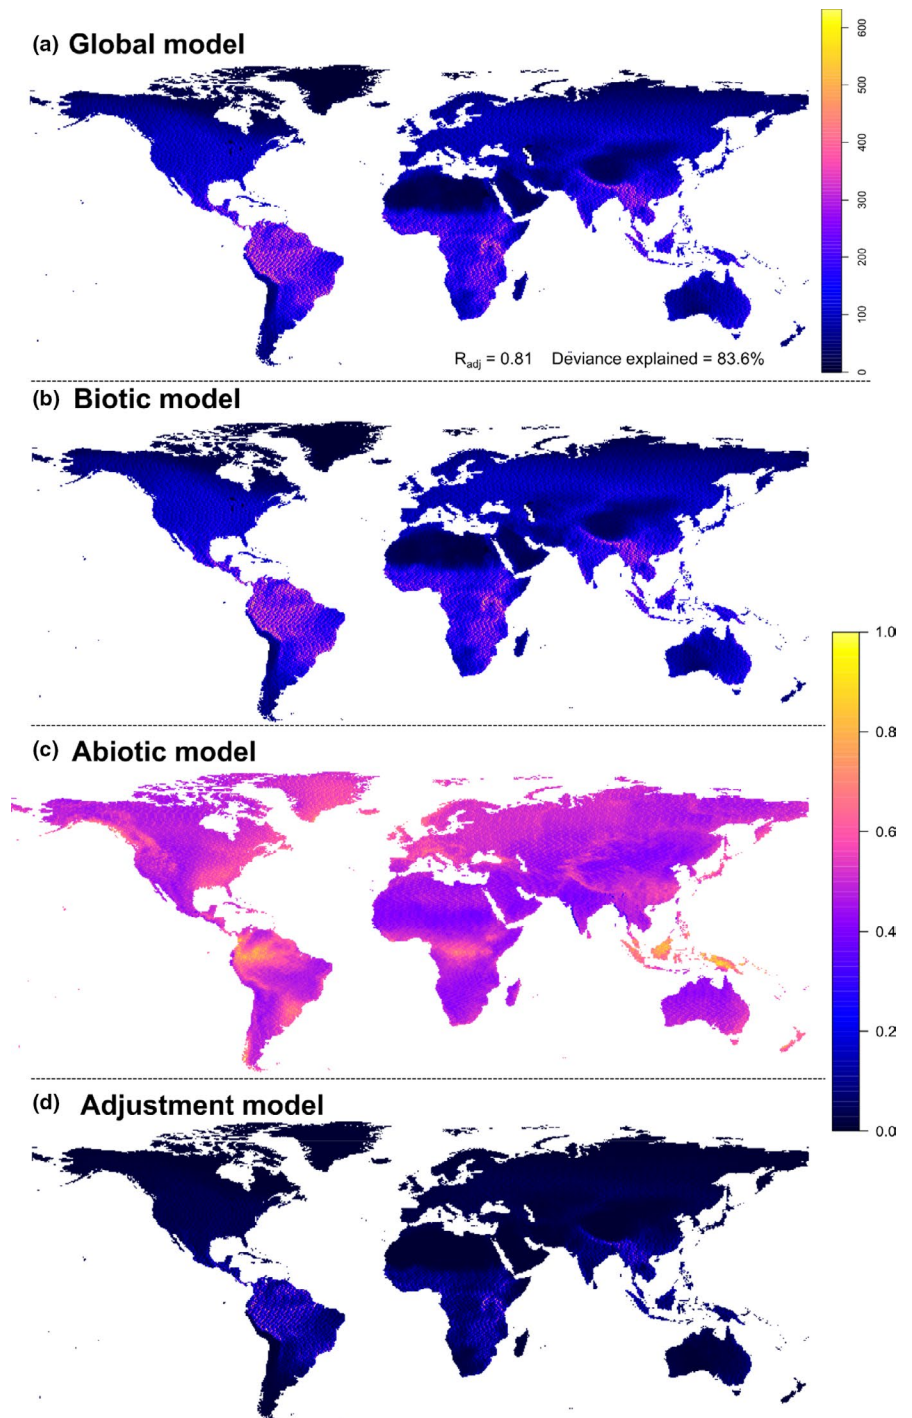 (a) Global model
600
500
400
300
200
100
0
R_adj = 0.81 Deviance explained = 83.6%
(b) Biotic model
(c) Abiotic model
1.0
0.8
0.6
0.4
0.2
0.0
(d) Adjustment model